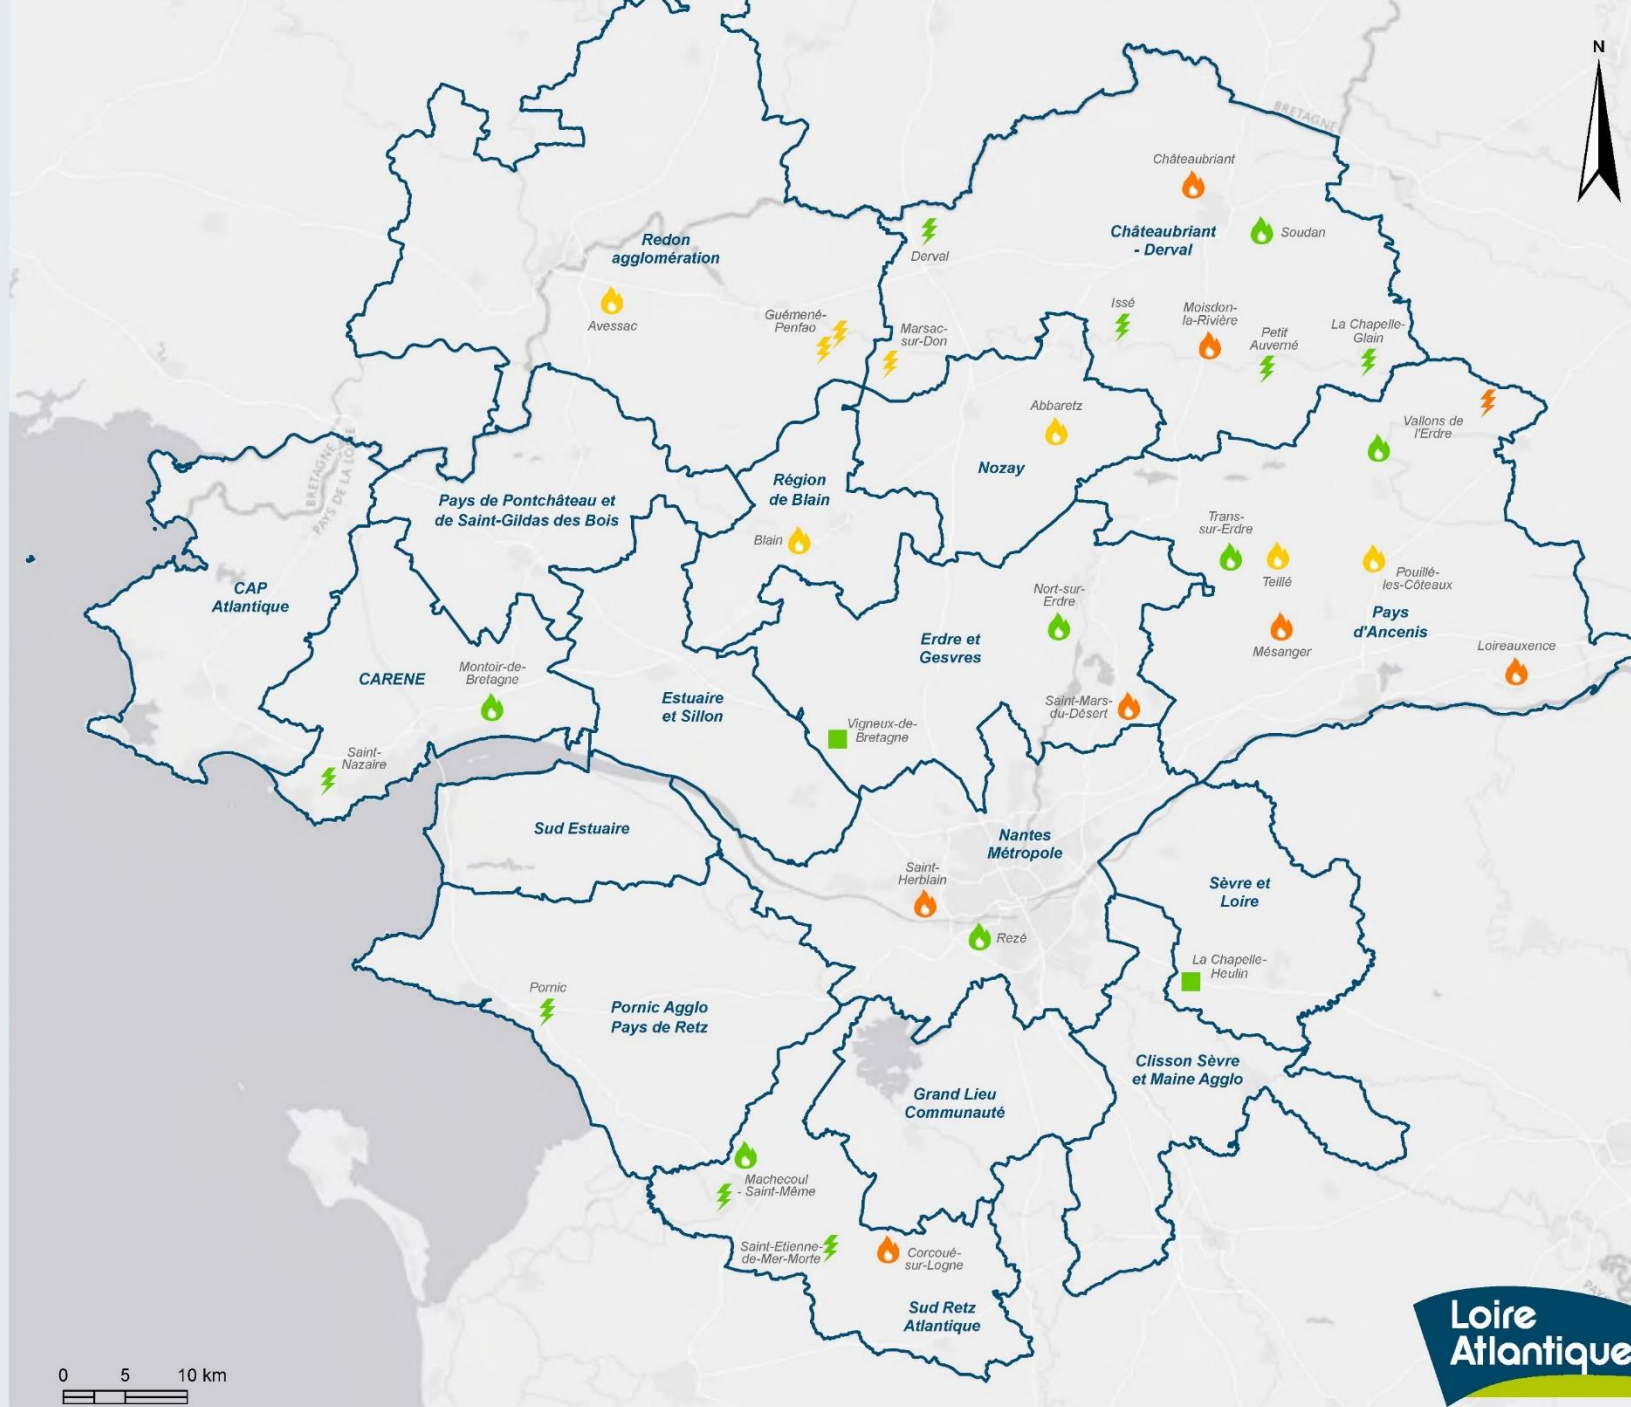 N
BRETAGNE
Châteaubriant
Châteaubriant
- Derval
Soudan
Derval
Redon
agglomération
Avessac
Guémené-
Penfao
Marsac-
sur-Don
Issé
Moisdon-
la-Rivière
Petit
Auverné
La Chapelle-
Glain
Vallons de
l'Erdre
Abbaretz
Nozay
Région
de Blain
Blain
Pays de Pontchâteau et
de Saint-Gildas des Bois
BRETAGNE
PAYS DE LA LOIRE
CAP
Atlantique
CARENE
Montoir-de-
Bretagne
Saint-
Nazaire
Estuaire
et Sillon
Erdre et
Gesvres
Nort-sur-
Erdre
Trans-
sur-Erdre
Teillé
Pouillé-
les-Côteaux
Pays
d'Ancenis
Mésanger
Loireauxence
Saint-Mars-
du-Désert
Vigneux-de-
Bretagne
Sud Estuaire
Nantes
Métropole
Saint-
Herblain
Rezé
Sèvre et
Loire
La Chapelle-
Heulin
Pornic
Pornic Agglo
Pays de Retz
Clisson Sèvre
et Maine Agglo
Grand Lieu
Communauté
Machecoul
- Saint-Même
Saint-Etienne-
de-Mer-Morte
Corcoué-
sur-Logne
Sud Retz
Atlantique
Loire
Atlantique
0 5 10 km